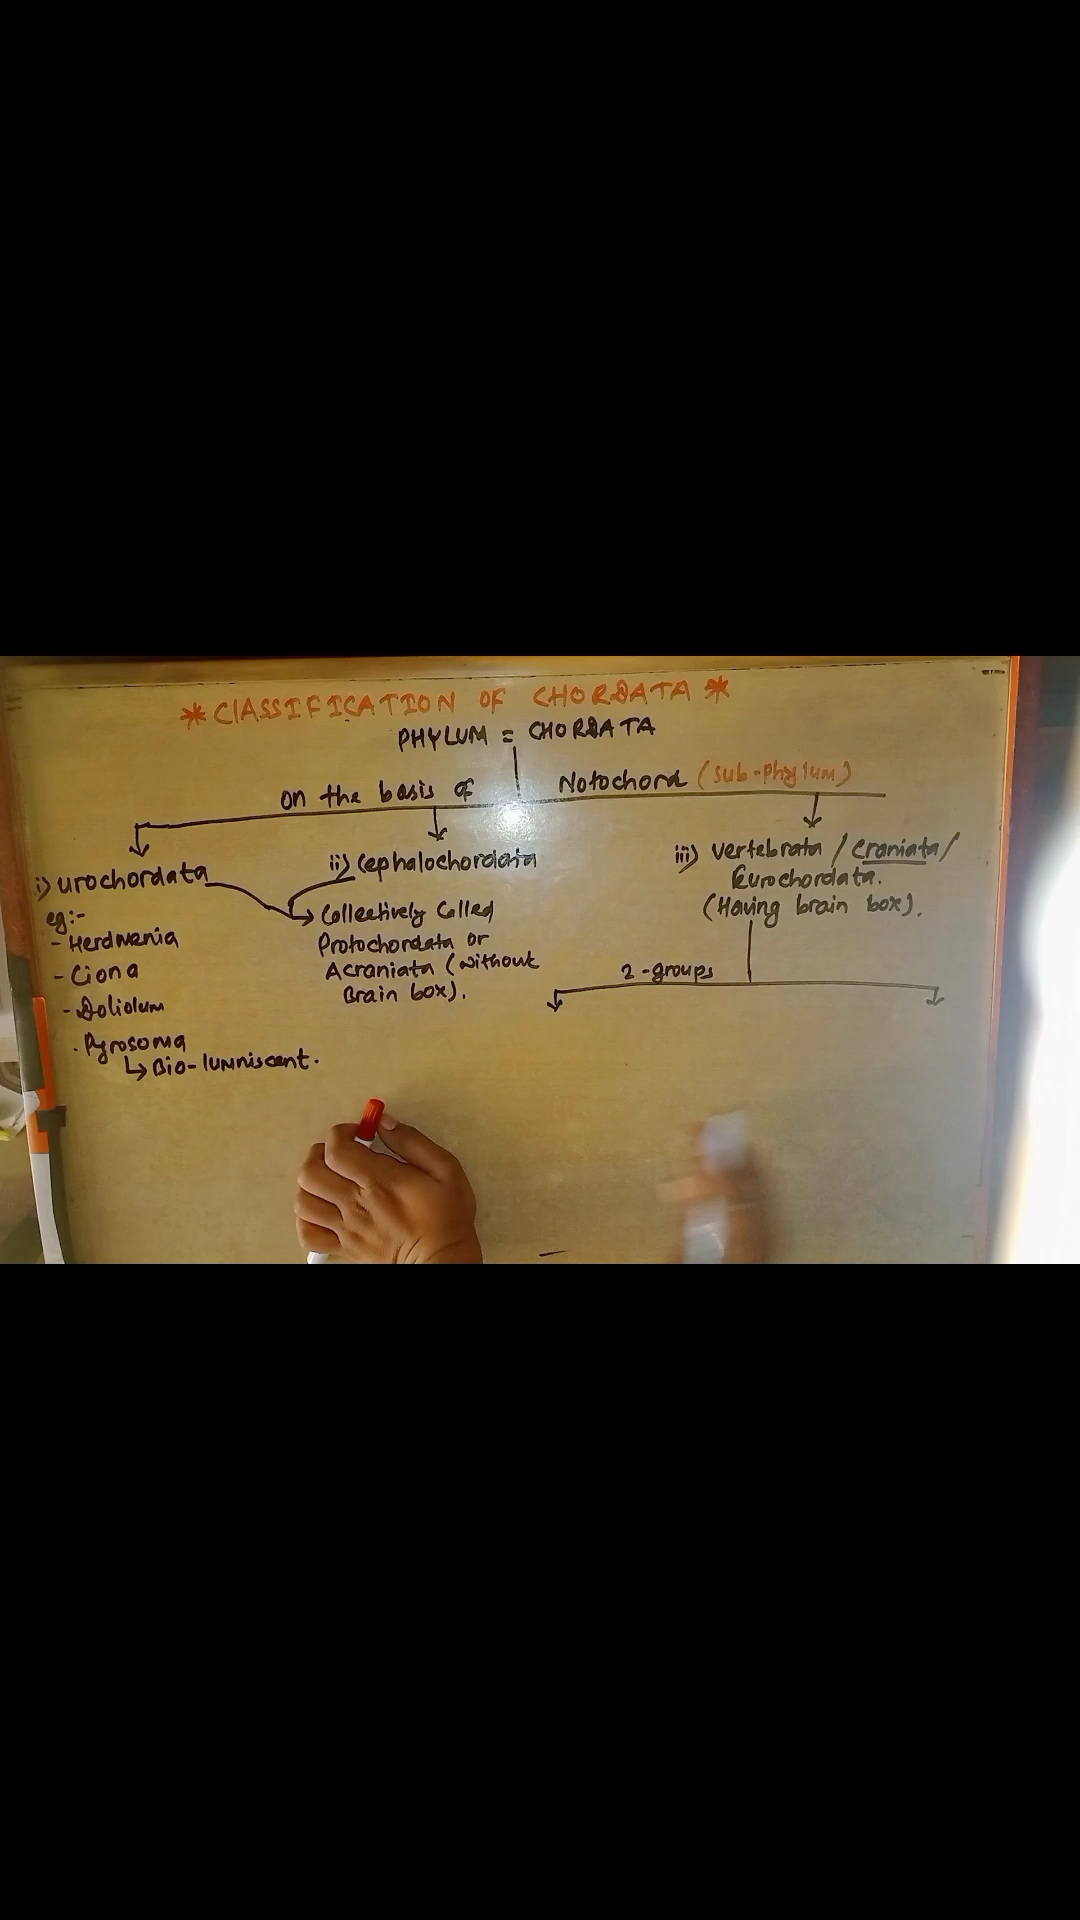 * CLASSIFICATION OF CHORDATA *
PHYLUM = CHORDATA
on the basis of Notochord (sub-phylum)
i) urochordata
eg:-
- Herdmania
- Ciona
- Doliolum
. Pyrosoma
↳ Bio-lumniscent.
ii) Cephalochordata
Collectively Called
Protochordata or
Acraniata (without
Brain box).
iii) vertebrata / Craniata /
Eurochordata.
(Having brain box).
2-groups